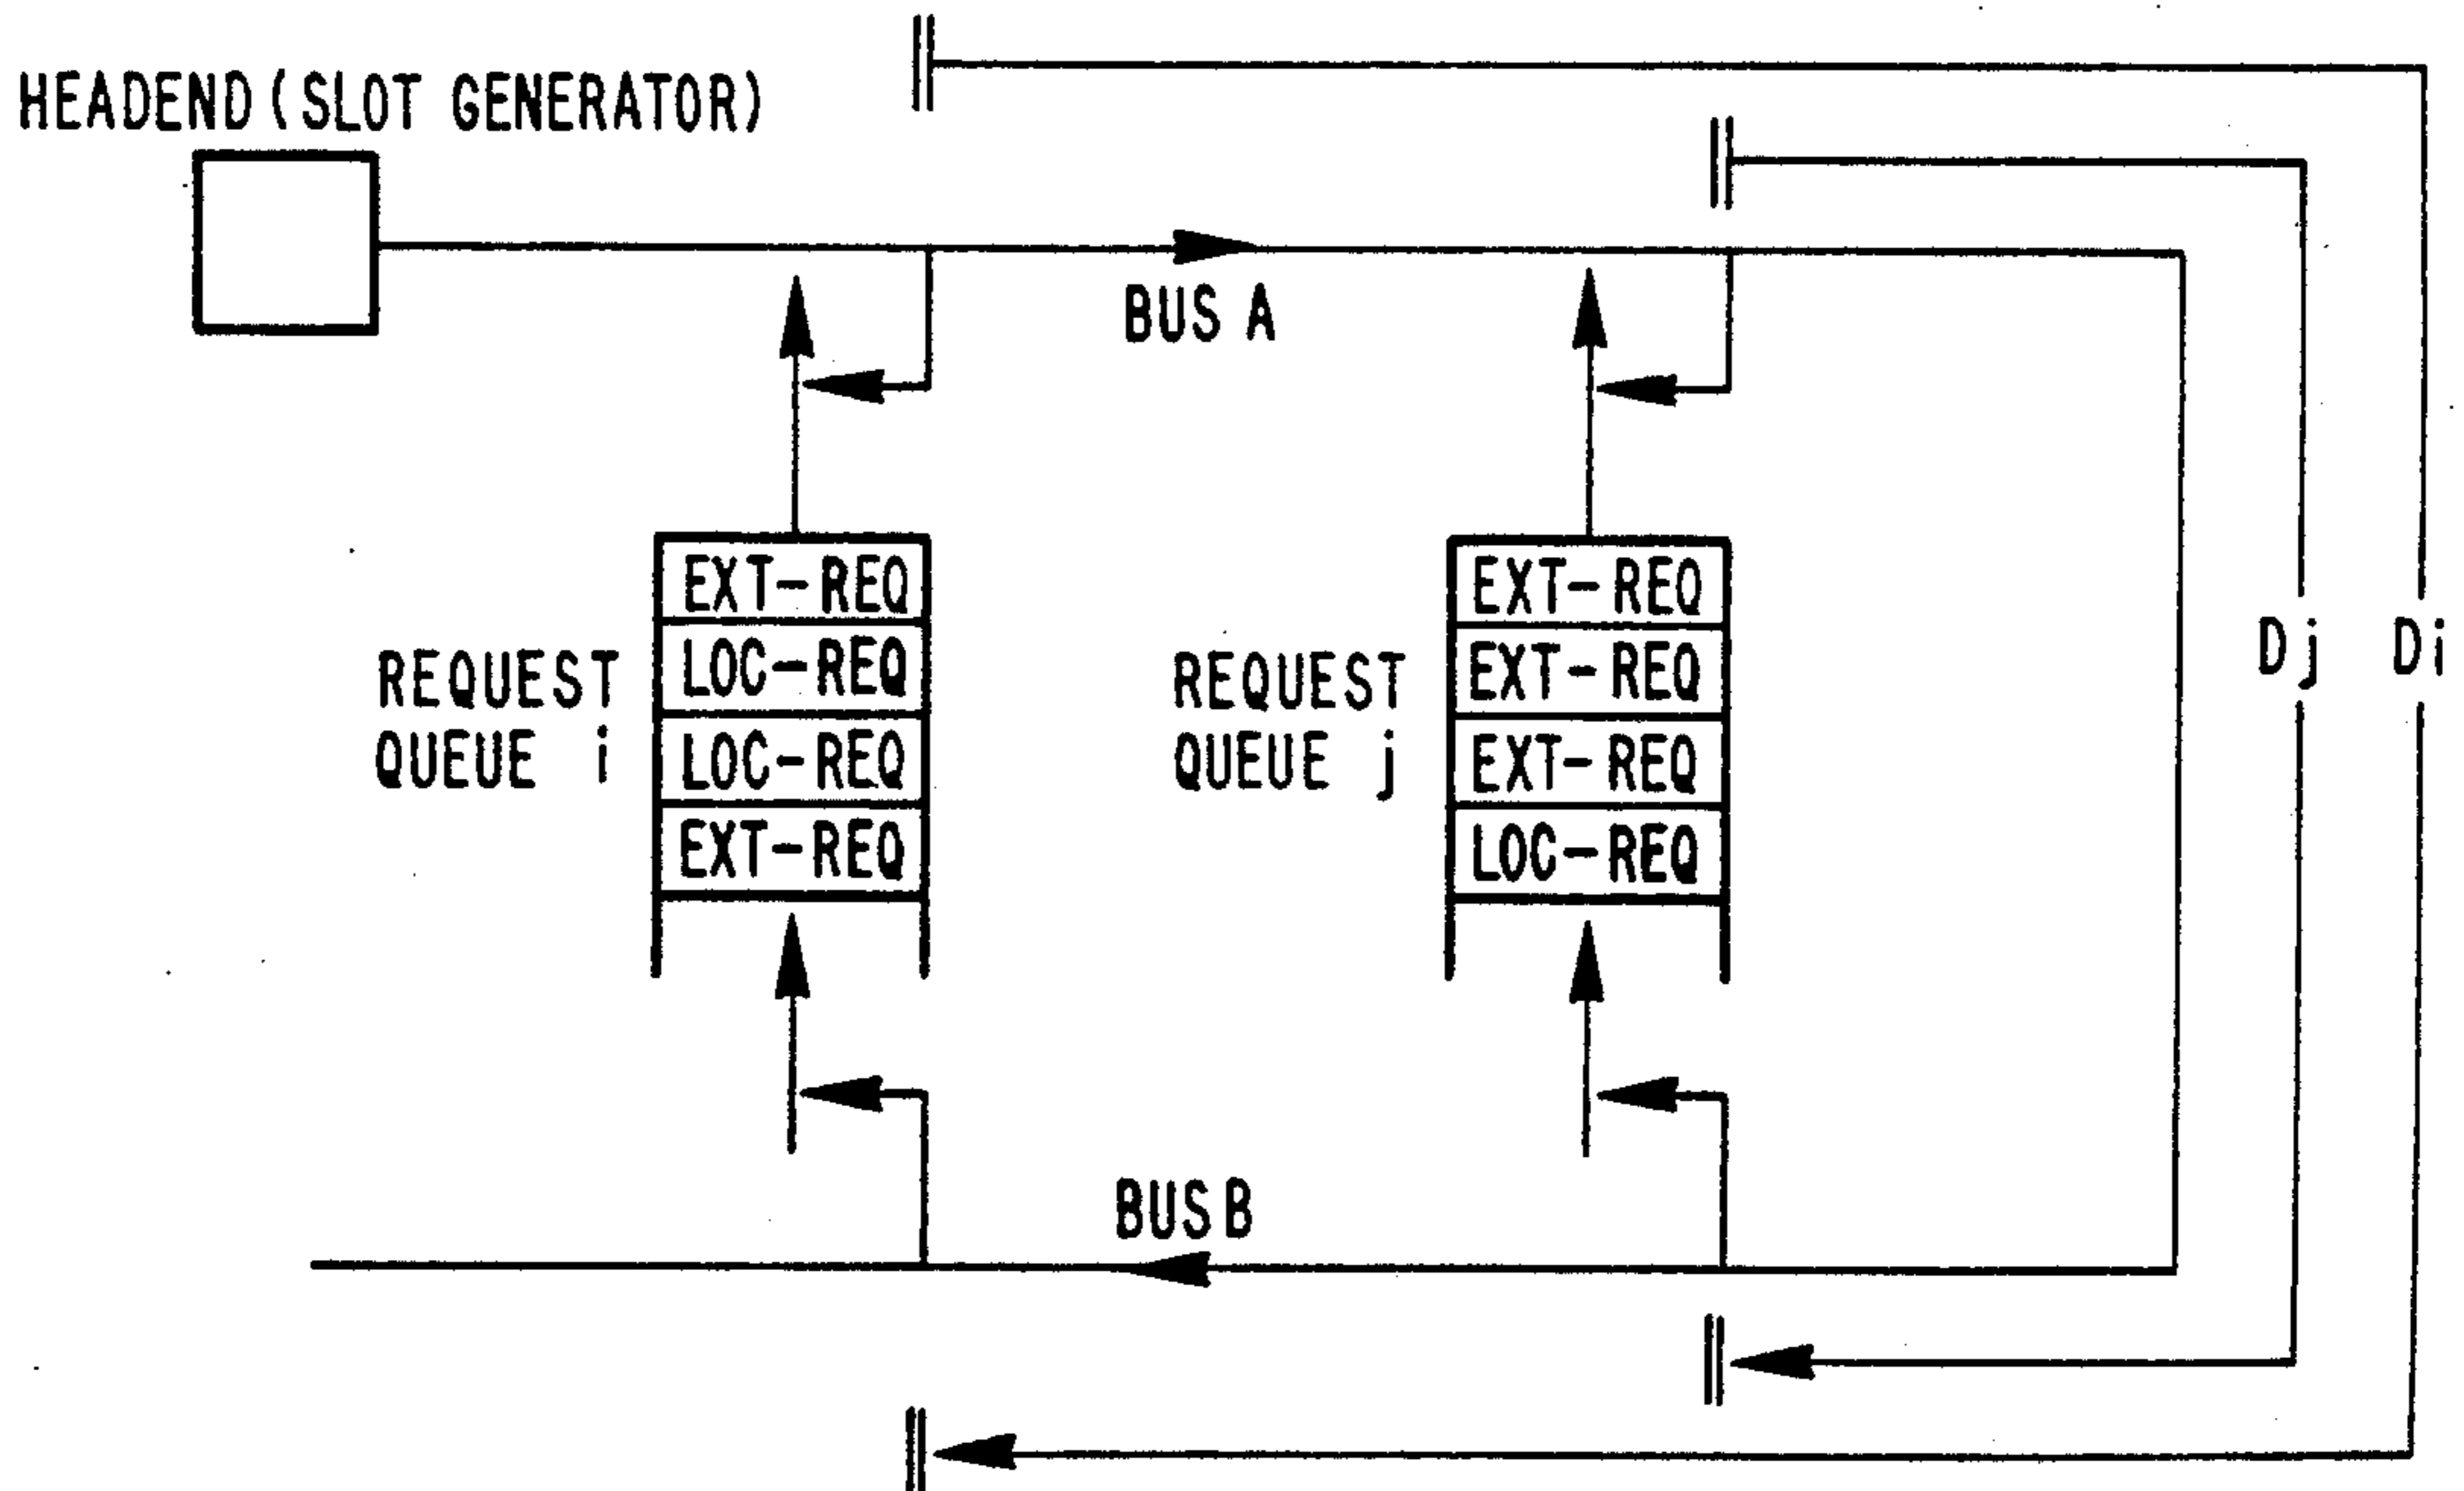 HEADEND (SLOT GENERATOR)
BUS A
EXT-REQ
LOC-REQ
LOC-REQ
EXT-REQ
REQUEST
QUEUE i
EXT-REQ
EXT-REQ
EXT-REQ
LOC-REQ
REQUEST
QUEUE j
Dj
Di
BUS B